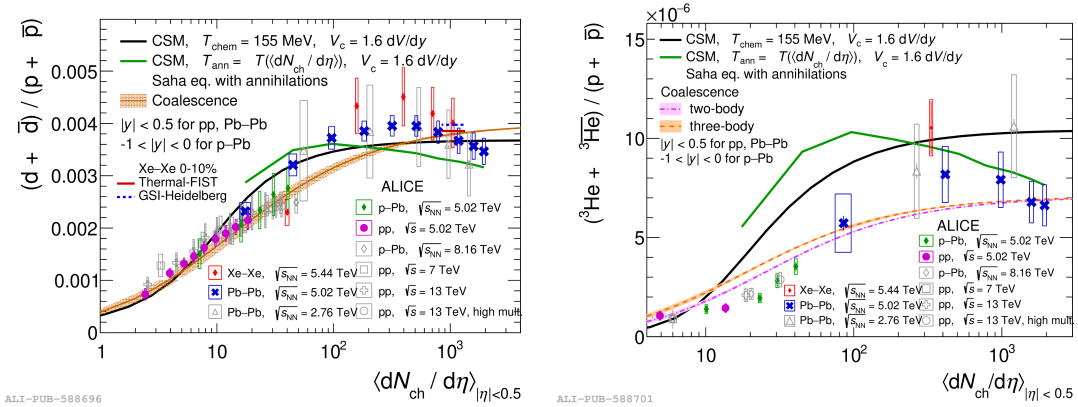 (d + d̅) / (p + p̅)
0.005
0.004
0.003
0.002
0.001
0
CSM, T_chem = 155 MeV, V_c = 1.6 dV/dy
CSM, T_ann = T(⟨dN_ch / dη⟩), V_c = 1.6 dV/dy
Saha eq. with annihilations
Coalescence
|y| < 0.5 for pp, Pb–Pb
-1 < |y| < 0 for p–Pb
Xe–Xe 0-10%
Thermal-FIST
GSI-Heidelberg
ALICE
p–Pb, √s_NN = 5.02 TeV
pp, √s = 5.02 TeV
p–Pb, √s_NN = 8.16 TeV
Xe–Xe, √s_NN = 5.44 TeV
pp, √s = 7 TeV
Pb–Pb, √s_NN = 5.02 TeV
pp, √s = 13 TeV
Pb–Pb, √s_NN = 2.76 TeV
pp, √s = 13 TeV, high mult.
1 10 10² 10³
⟨dN_ch / dη⟩_|η|<0.5
ALI-PUB-588696
×10⁻⁶
(³He + ³H̅e̅) / (p + p̅)
15
10
5
0
CSM, T_chem = 155 MeV, V_c = 1.6 dV/dy
CSM, T_ann = T(⟨dN_ch / dη⟩), V_c = 1.6 dV/dy
Saha eq. with annihilations
Coalescence
two-body
three-body
|y| < 0.5 for pp, Pb–Pb
-1 < |y| < 0 for p–Pb
ALICE
p–Pb, √s_NN = 5.02 TeV
pp, √s = 5.02 TeV
p–Pb, √s_NN = 8.16 TeV
Xe–Xe, √s_NN = 5.44 TeV
pp, √s = 7 TeV
Pb–Pb, √s_NN = 5.02 TeV
pp, √s = 13 TeV
Pb–Pb, √s_NN = 2.76 TeV
pp, √s = 13 TeV, high mult.
10 10² 10³
⟨dN_ch/dη⟩_|η| < 0.5
ALI-PUB-588701